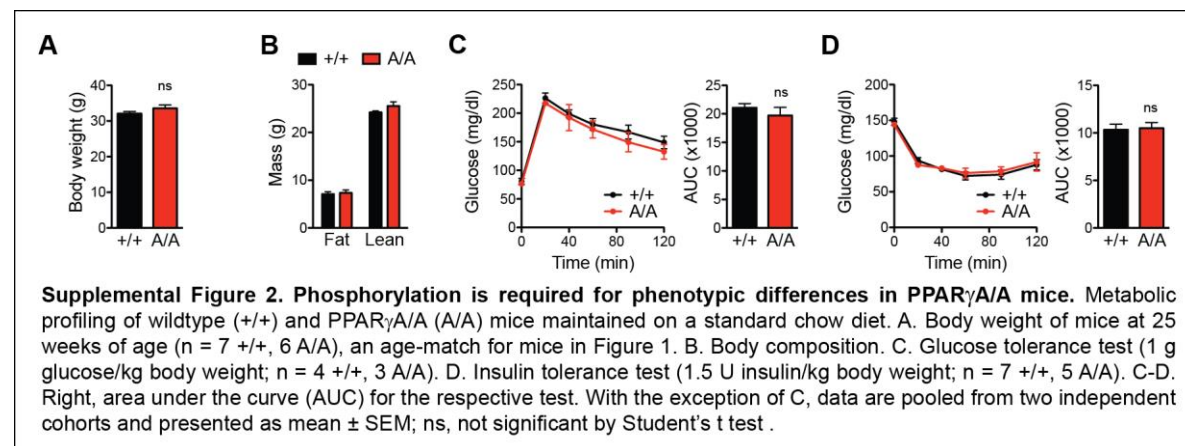 A
B
+/+ A/A
C
D
ns
Body weight (g)
40
30
20
10
0
+/+ A/A
Mass (g)
30
20
10
0
Fat Lean
Glucose (mg/dl)
250
200
150
100
50
0
+/+
A/A
0 40 80 120
Time (min)
ns
AUC (x1000)
25
20
15
10
5
0
+/+ A/A
Glucose (mg/dl)
200
150
100
50
0
+/+
A/A
0 20 40 60 80 120
Time (min)
ns
AUC (x1000)
15
10
5
0
+/+ A/A
Supplemental Figure 2. Phosphorylation is required for phenotypic differences in PPARγA/A mice. Metabolic
profiling of wildtype (+/+) and PPARγA/A (A/A) mice maintained on a standard chow diet. A. Body weight of mice at 25
weeks of age (n = 7 +/+, 6 A/A), an age-match for mice in Figure 1. B. Body composition. C. Glucose tolerance test (1 g
glucose/kg body weight; n = 4 +/+, 3 A/A). D. Insulin tolerance test (1.5 U insulin/kg body weight; n = 7 +/+, 5 A/A). C-D.
Right, area under the curve (AUC) for the respective test. With the exception of C, data are pooled from two independent
cohorts and presented as mean ± SEM; ns, not significant by Student's t test .